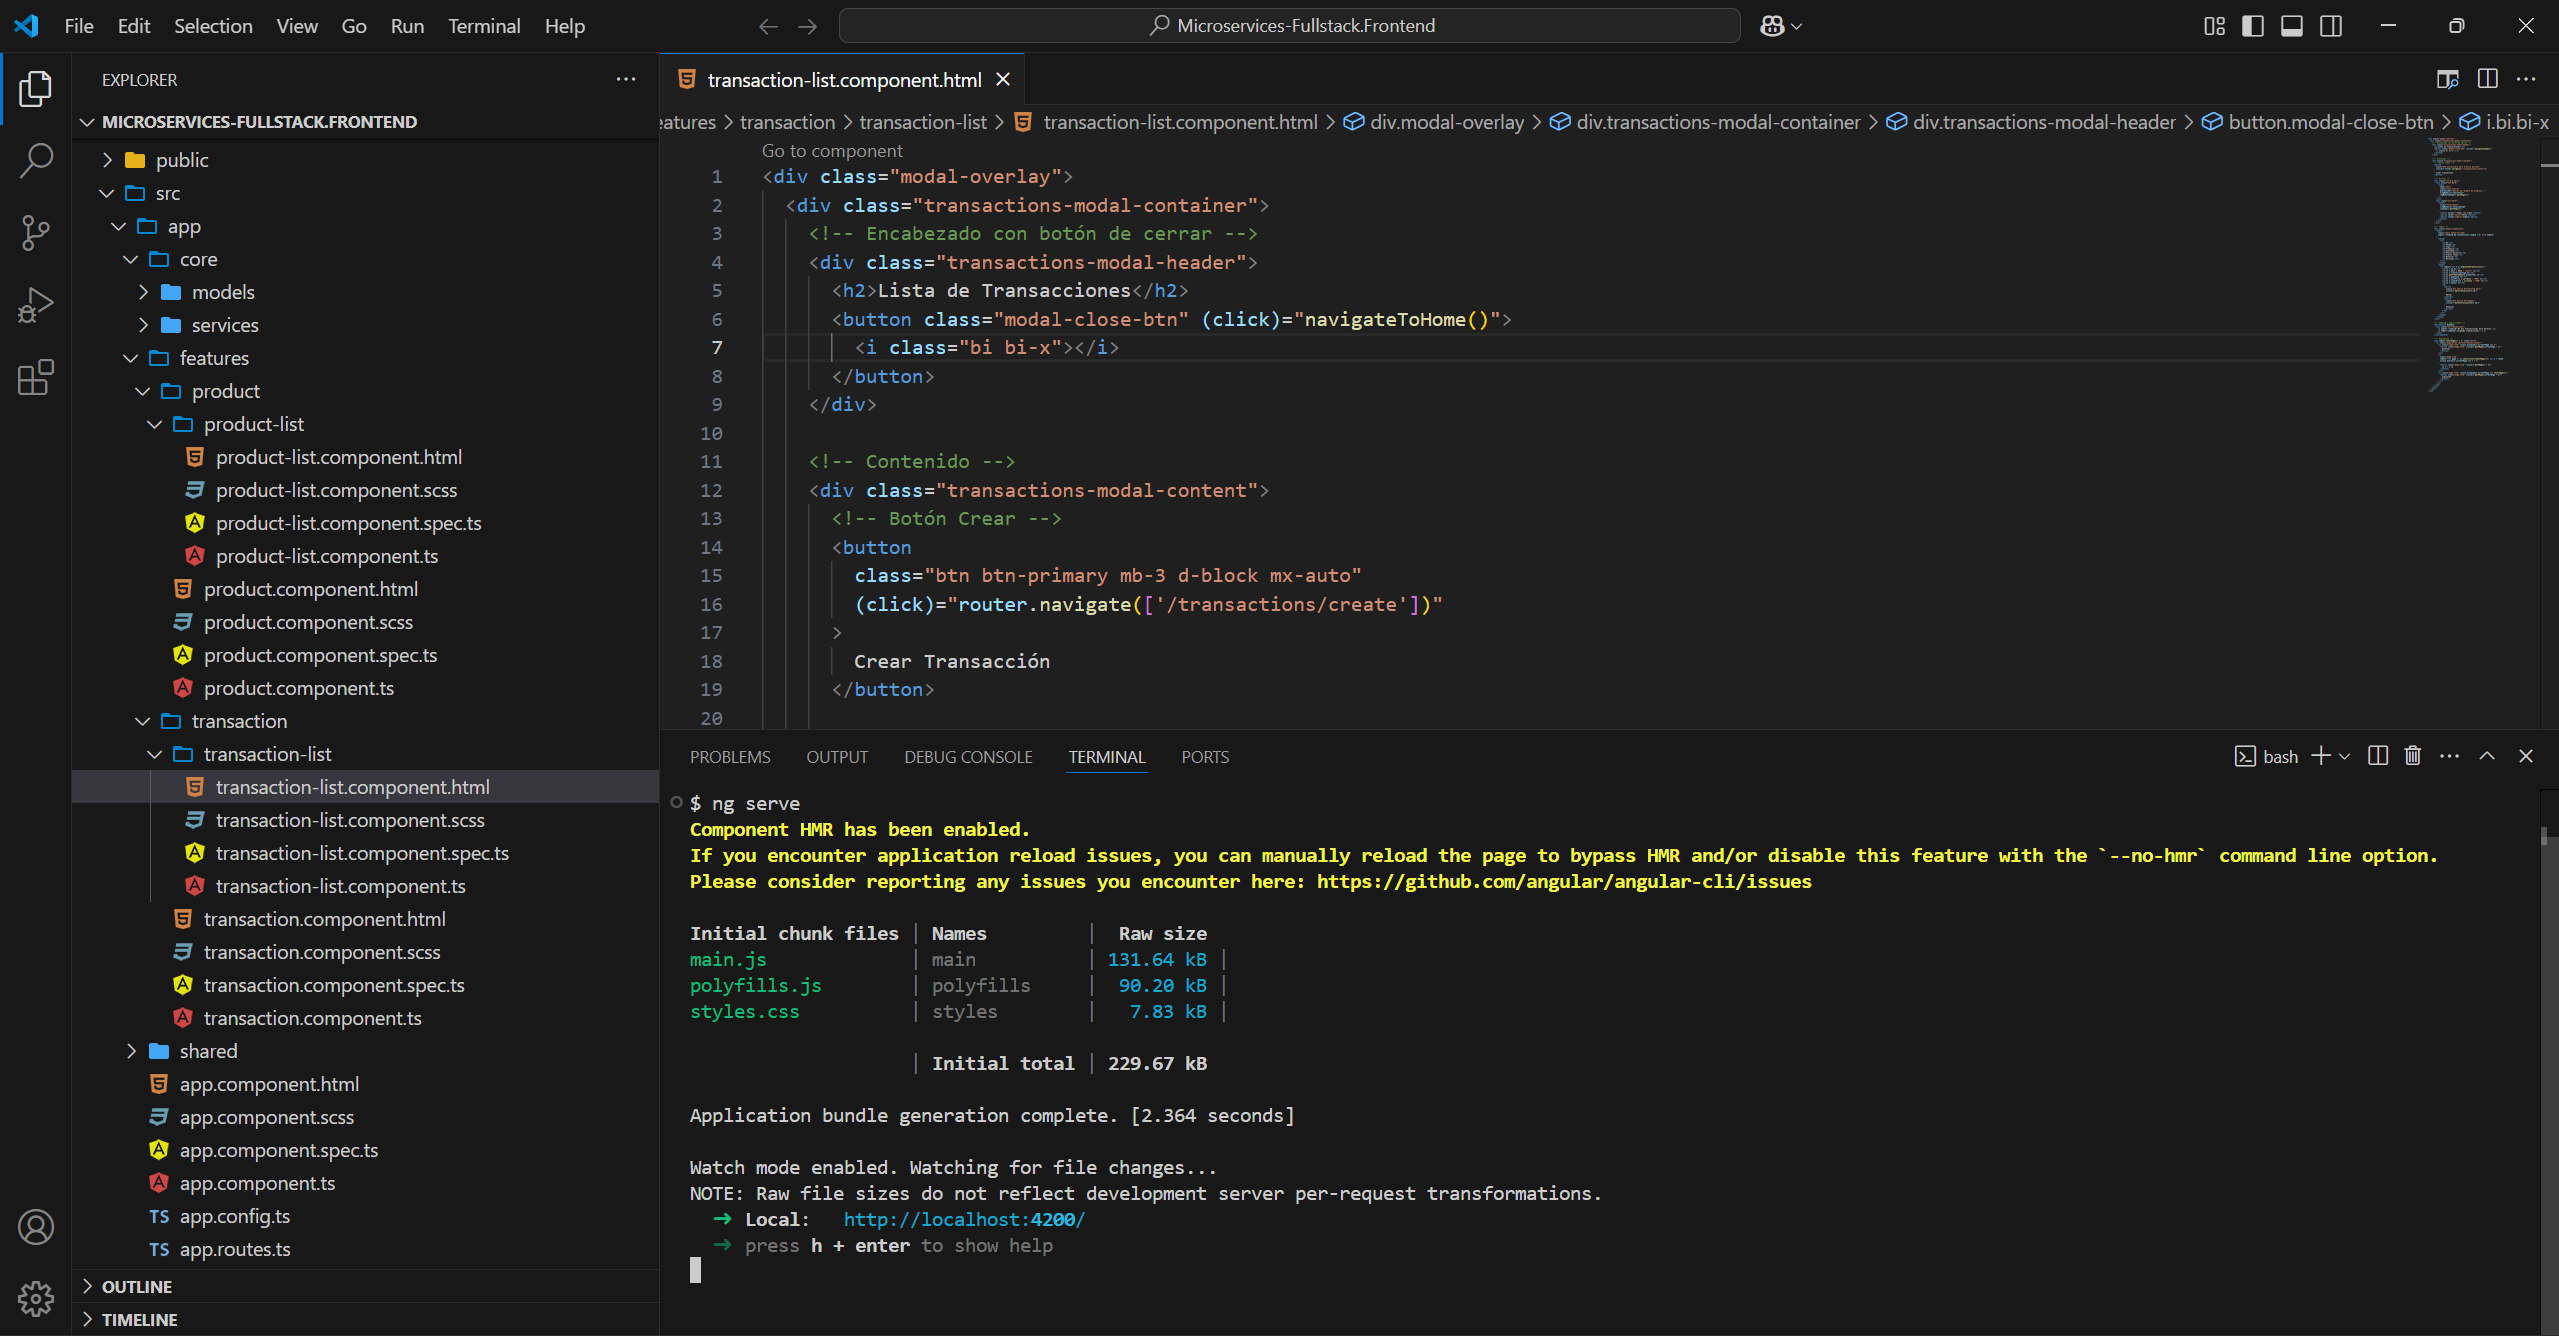 File Edit Selection View Go Run Terminal Help
Microservices-Fullstack.Frontend
EXPLORER
MICROSERVICES-FULLSTACK.FRONTEND
public
src
app
core
models
services
features
product
product-list
product-list.component.html
product-list.component.scss
product-list.component.spec.ts
product-list.component.ts
product.component.html
product.component.scss
product.component.spec.ts
product.component.ts
transaction
transaction-list
transaction-list.component.html
transaction-list.component.scss
transaction-list.component.spec.ts
transaction-list.component.ts
transaction.component.html
transaction.component.scss
transaction.component.spec.ts
transaction.component.ts
shared
app.component.html
app.component.scss
app.component.spec.ts
app.component.ts
TS app.config.ts
TS app.routes.ts
OUTLINE
TIMELINE
transaction-list.component.html
eatures > transaction > transaction-list > transaction-list.component.html > div.modal-overlay > div.transactions-modal-container > div.transactions-modal-header > button.modal-close-btn > i.bi.bi-x
Go to component
1 <div class="modal-overlay">
2 <div class="transactions-modal-container">
3 <!-- Encabezado con botón de cerrar -->
4 <div class="transactions-modal-header">
5 <h2>Lista de Transacciones</h2>
6 <button class="modal-close-btn" (click)="navigateToHome()">
7 <i class="bi bi-x"></i>
8 </button>
9 </div>
10
11 <!-- Contenido -->
12 <div class="transactions-modal-content">
13 <!-- Botón Crear -->
14 <button
15 class="btn btn-primary mb-3 d-block mx-auto"
16 (click)="router.navigate(['/transactions/create'])"
17 >
18 Crear Transacción
19 </button>
20
PROBLEMS OUTPUT DEBUG CONSOLE TERMINAL PORTS
bash
$ ng serve
Component HMR has been enabled.
If you encounter application reload issues, you can manually reload the page to bypass HMR and/or disable this feature with the `--no-hmr` command line option.
Please consider reporting any issues you encounter here: https://github.com/angular/angular-cli/issues
Initial chunk files | Names | Raw size
main.js | main | 131.64 kB |
polyfills.js | polyfills | 90.20 kB |
styles.css | styles | 7.83 kB |
| Initial total | 229.67 kB
Application bundle generation complete. [2.364 seconds]
Watch mode enabled. Watching for file changes...
NOTE: Raw file sizes do not reflect development server per-request transformations.
➜ Local: http://localhost:4200/
➜ press h + enter to show help